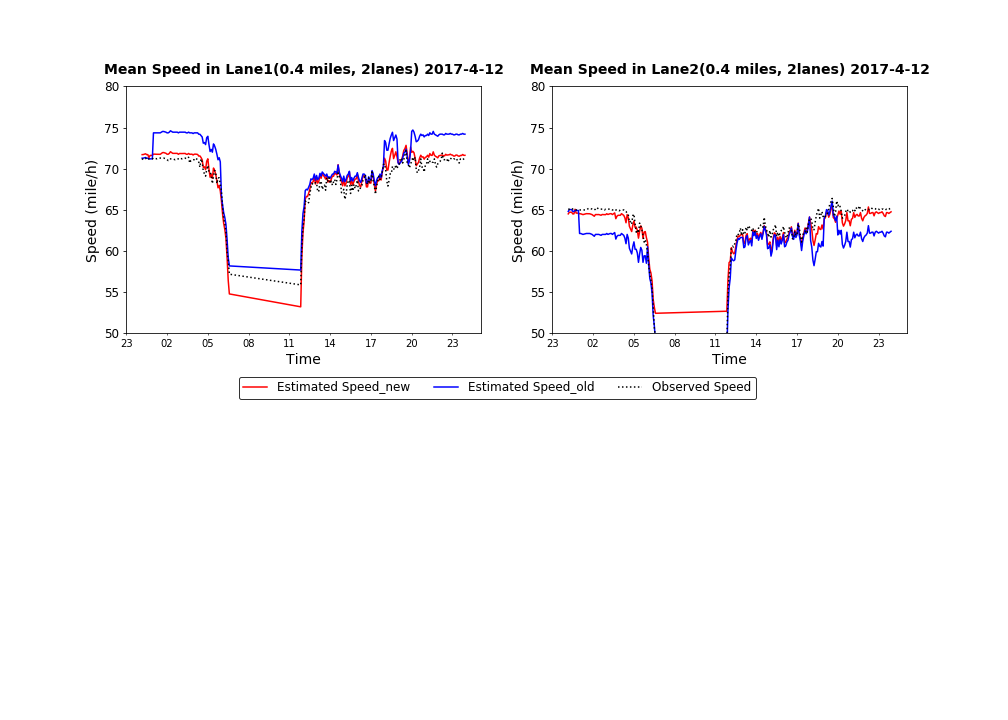 Mean Speed in Lane1(0.4 miles, 2lanes) 2017-4-12
80
75
70
65
60
55
50
Speed (mile/h)
23 02 05 08 11 14 17 20 23
Time
Mean Speed in Lane2(0.4 miles, 2lanes) 2017-4-12
80
75
70
65
60
55
50
Speed (mile/h)
23 02 05 08 11 14 17 20 23
Time
Estimated Speed_new Estimated Speed_old Observed Speed